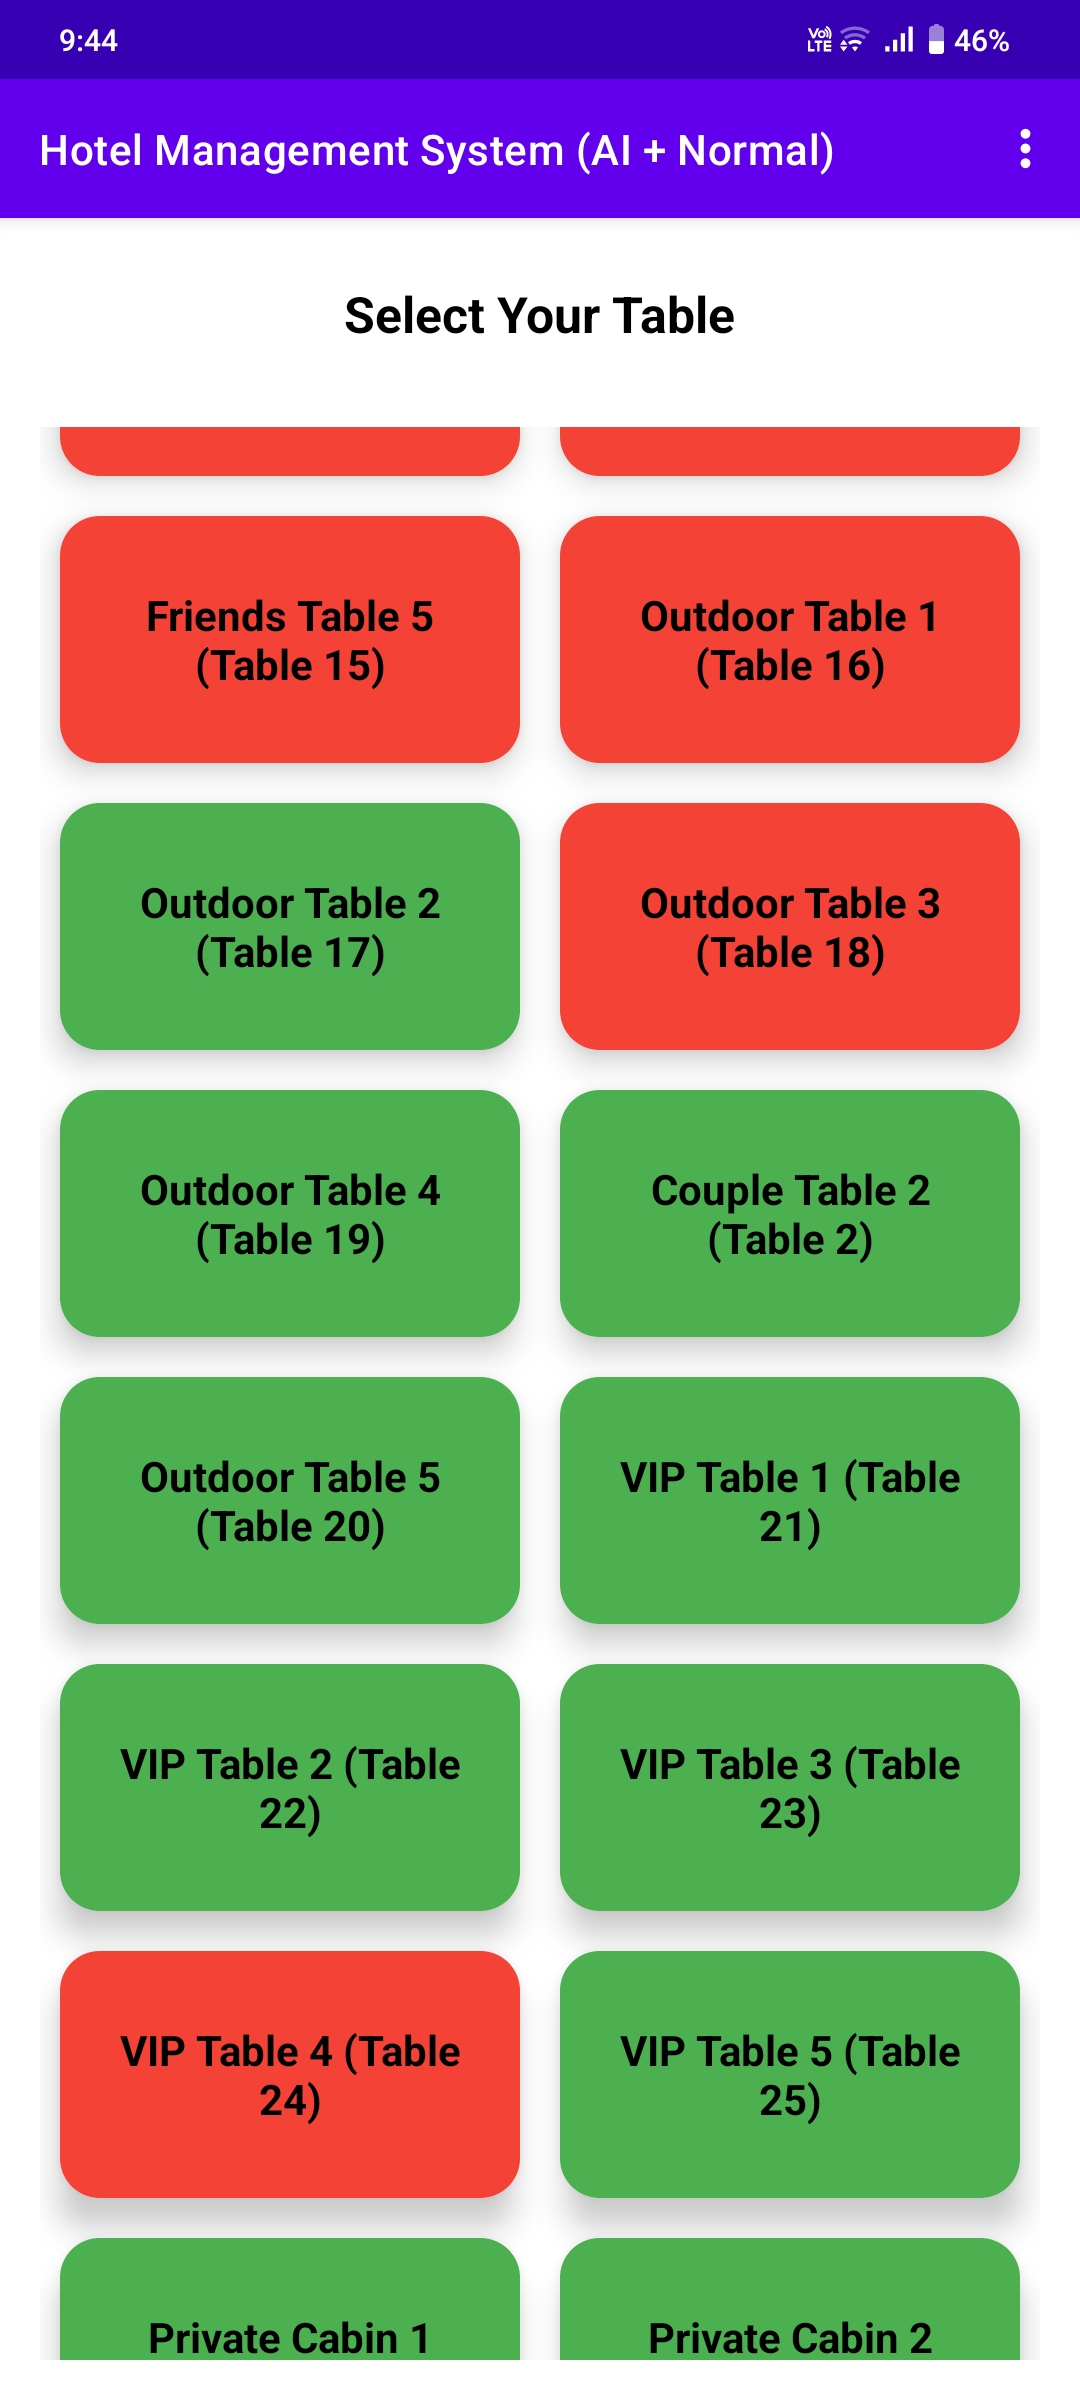 9:44
Vo) LTE 46%
Hotel Management System (AI + Normal)
Select Your Table
Friends Table 5
(Table 15)
Outdoor Table 1
(Table 16)
Outdoor Table 2
(Table 17)
Outdoor Table 3
(Table 18)
Outdoor Table 4
(Table 19)
Couple Table 2
(Table 2)
Outdoor Table 5
(Table 20)
VIP Table 1 (Table
21)
VIP Table 2 (Table
22)
VIP Table 3 (Table
23)
VIP Table 4 (Table
24)
VIP Table 5 (Table
25)
Private Cabin 1
Private Cabin 2